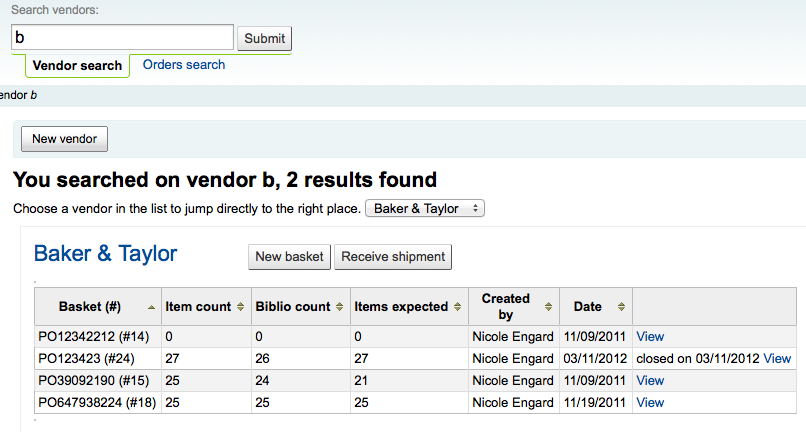 Search vendors:
b Submit
Vendor search Orders search
endor b
New vendor
You searched on vendor b, 2 results found
Choose a vendor in the list to jump directly to the right place. Baker & Taylor
Baker & Taylor New basket Receive shipment
Basket (#) Item count Biblio count Items expected Created by Date
PO12342212 (#14) 0 0 0 Nicole Engard 11/09/2011 View
PO123423 (#24) 27 26 27 Nicole Engard 03/11/2012 closed on 03/11/2012 View
PO39092190 (#15) 25 24 21 Nicole Engard 11/09/2011 View
PO647938224 (#18) 25 25 25 Nicole Engard 11/19/2011 View